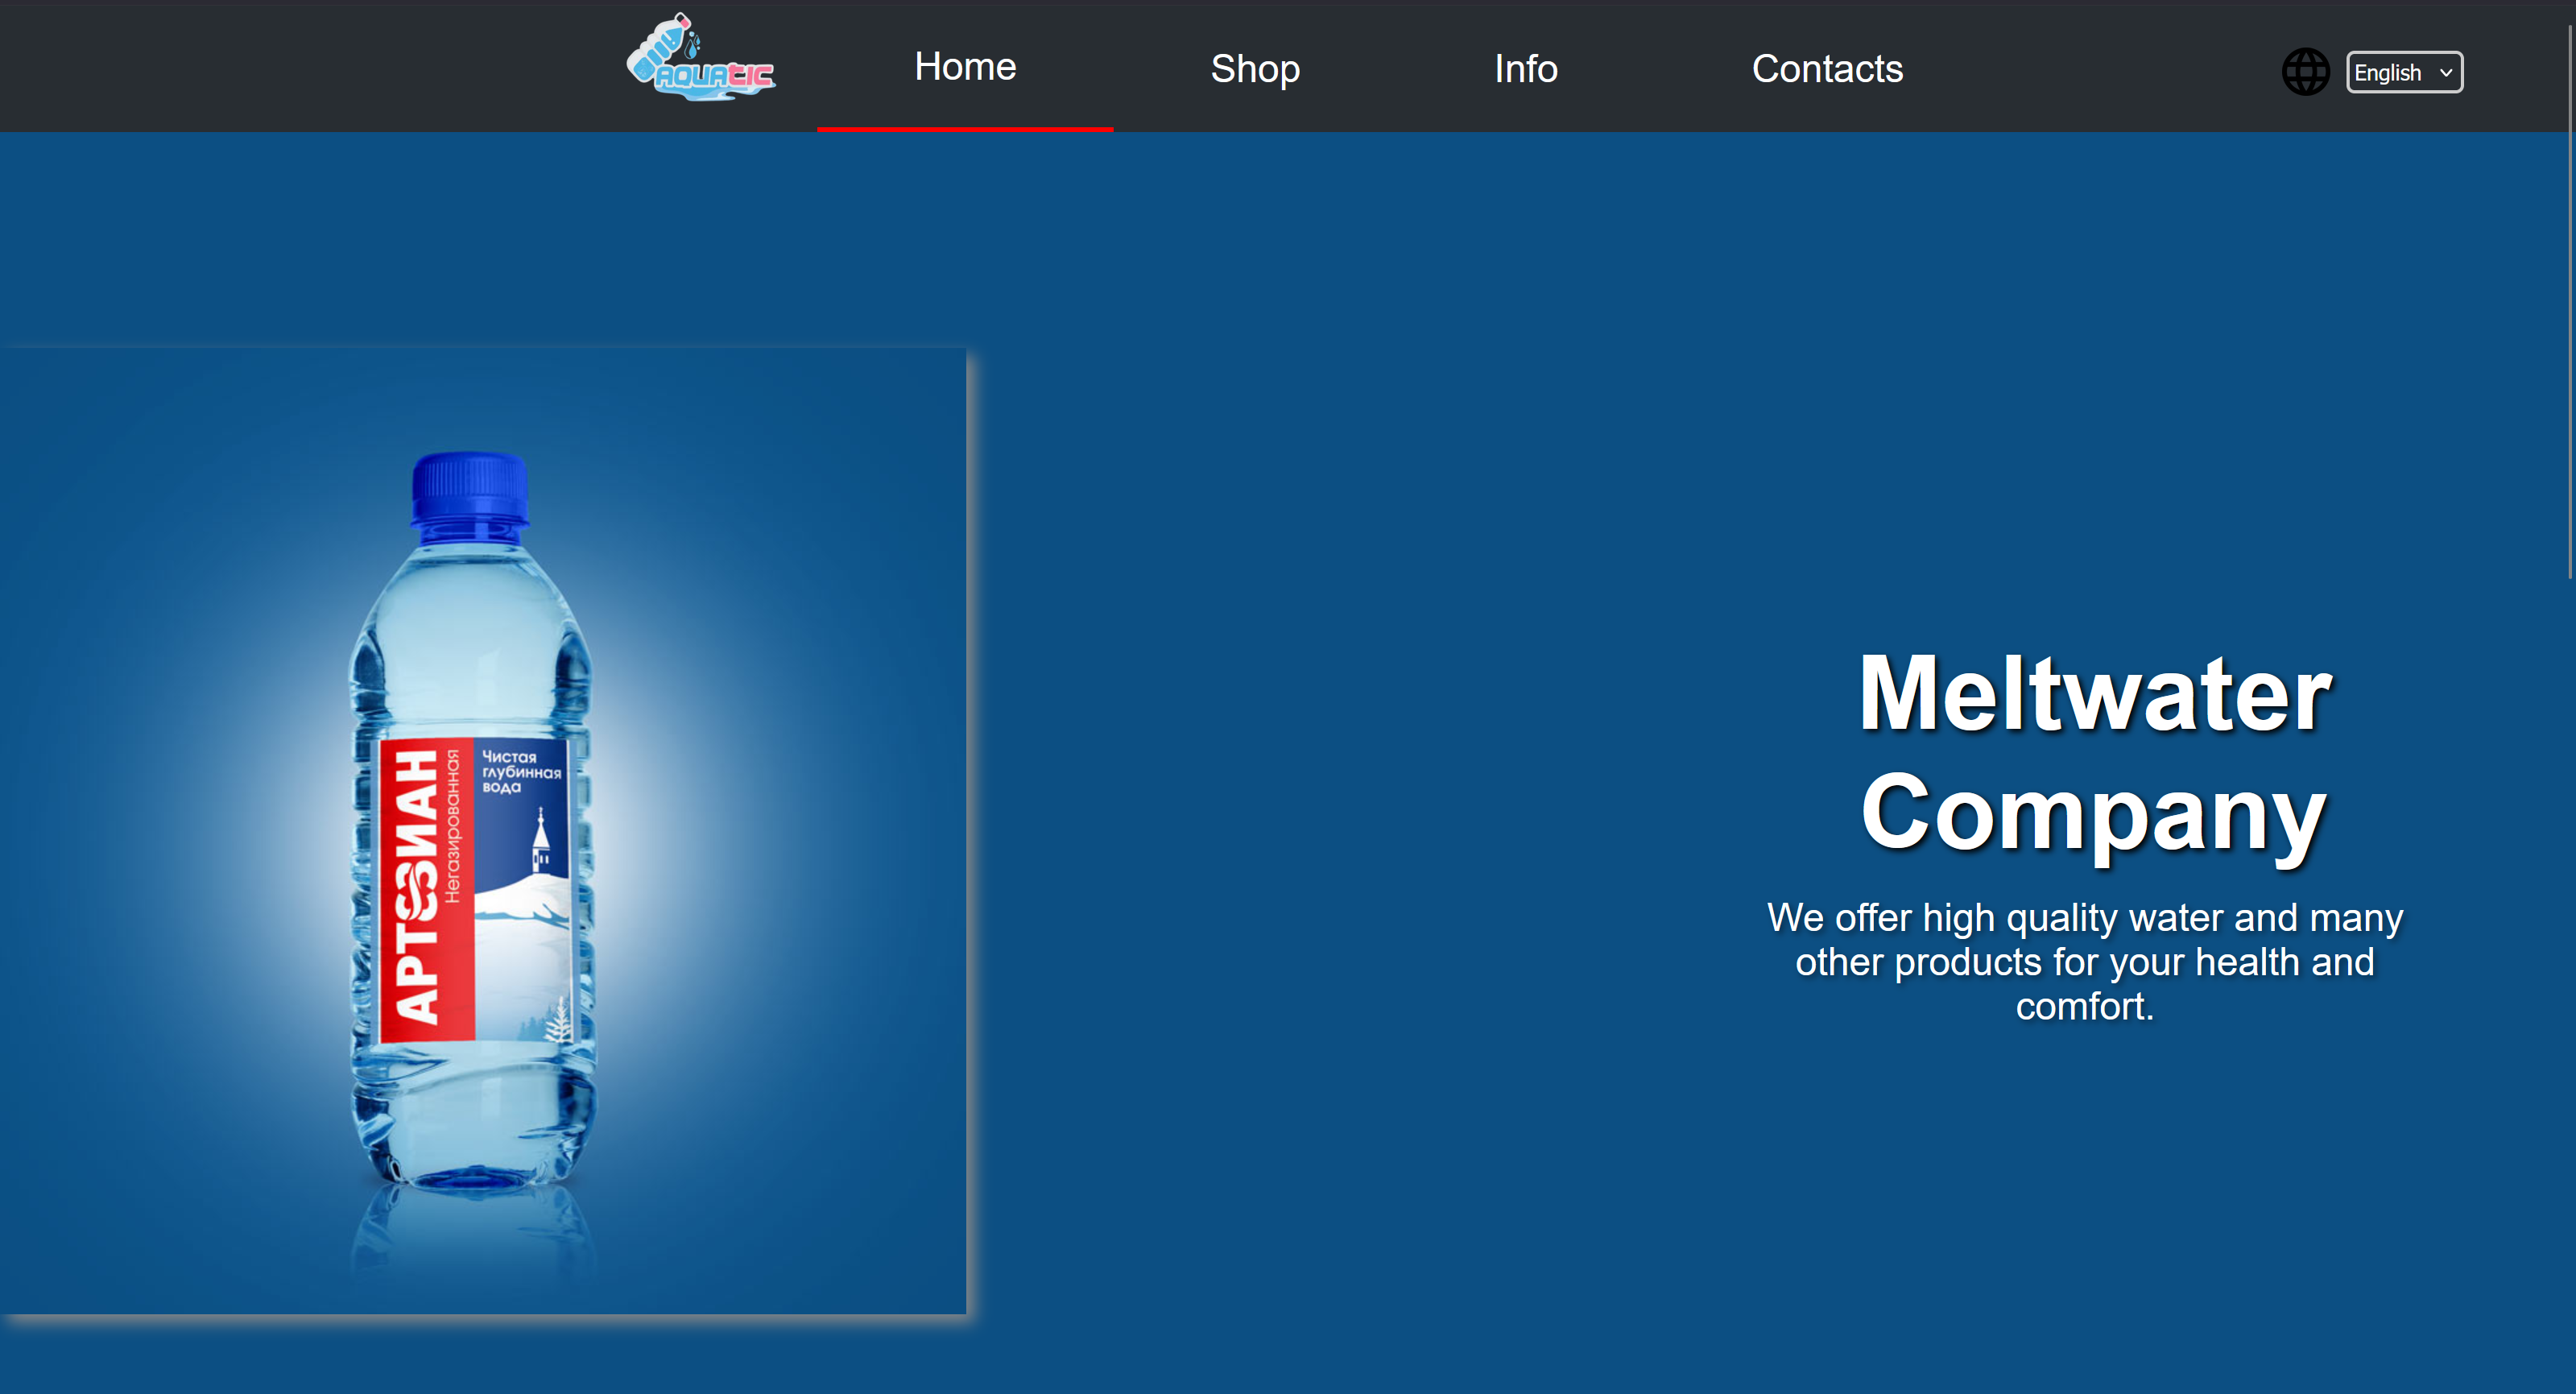 AQUATIC
Home
Shop
Info
Contacts
English
АРТЕЗИАН
Негазированная
Чистая
глубинная
вода
Meltwater
Company
We offer high quality water and many
other products for your health and
comfort.